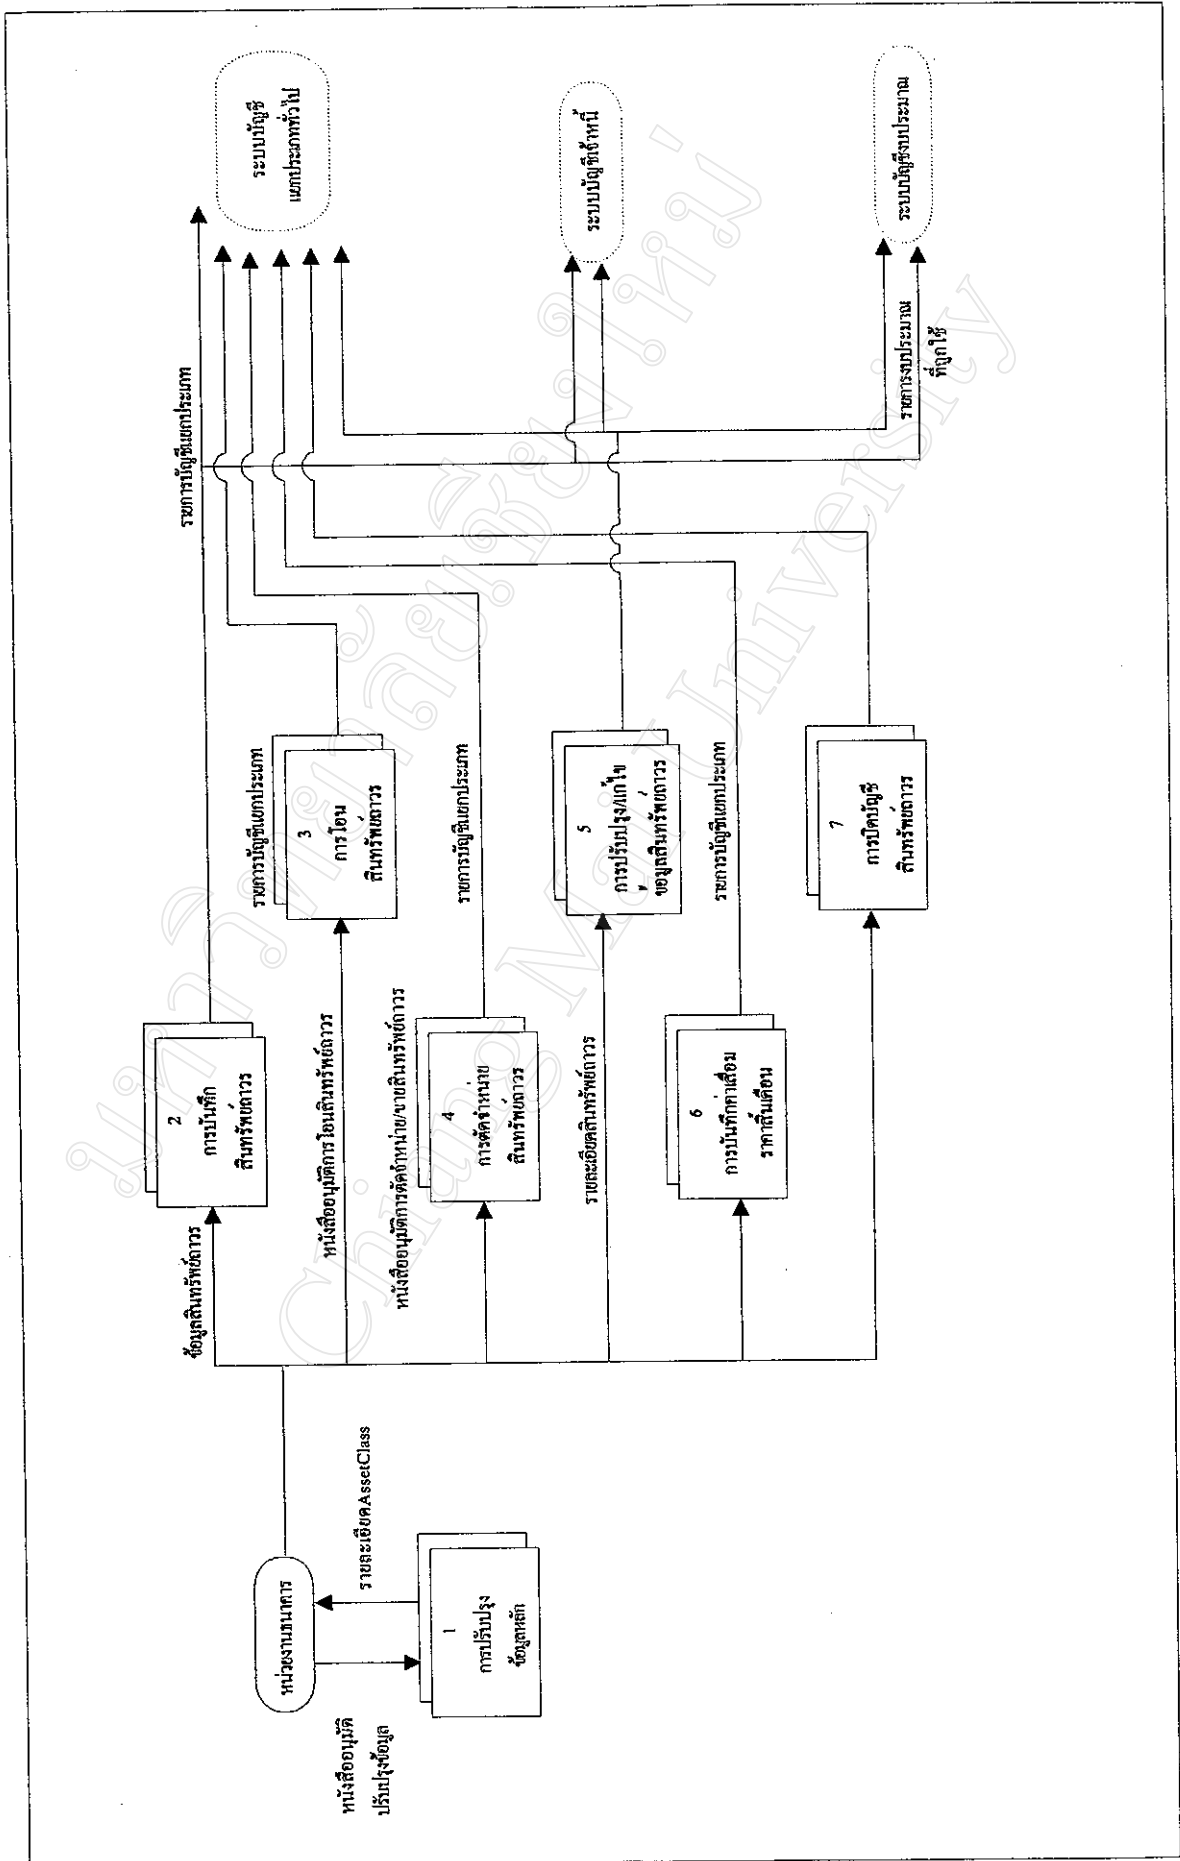 หน่วยงานธนาการ
หนังสืออนุมัติ
ปรับปรุงข้อมูล
รายละเอียดAssetClass
1
การปรับปรุง
ข้อมูลหลัก
ข้อมูลสินทรัพย์ถาวร
2
การบันทึก
สินทรัพย์ถาวร
รายการบัญชีแยกประเภท
หนังสืออนุมัติการโอนสินทรัพย์ถาวร
3
การโอน
สินทรัพย์ถาวร
รายการบัญชีแยกประเภท
หนังสืออนุมัติการตัดจำหน่าย/ขายสินทรัพย์ถาวร
4
การตัดจำหน่าย
สินทรัพย์ถาวร
รายการบัญชีแยกประเภท
รายละเอียดสินทรัพย์ถาวร
5
การปรับปรุง/แก้ไข
ข้อมูลสินทรัพย์ถาวร
6
การบันทึกค่าเสื่อม
ราคาสิ้นเดือน
รายการบัญชีแยกประเภท
7
การปิดบัญชี
สินทรัพย์ถาวร
รายการงบประมาณ
ที่ถูกใช้
ระบบบัญชี
แยกประเภททั่วไป
ระบบบัญชีเจ้าหนี้
ระบบบัญชีงบประมาณ
มหาวิทยาลัยเชียงใหม่
Chiang Mai University